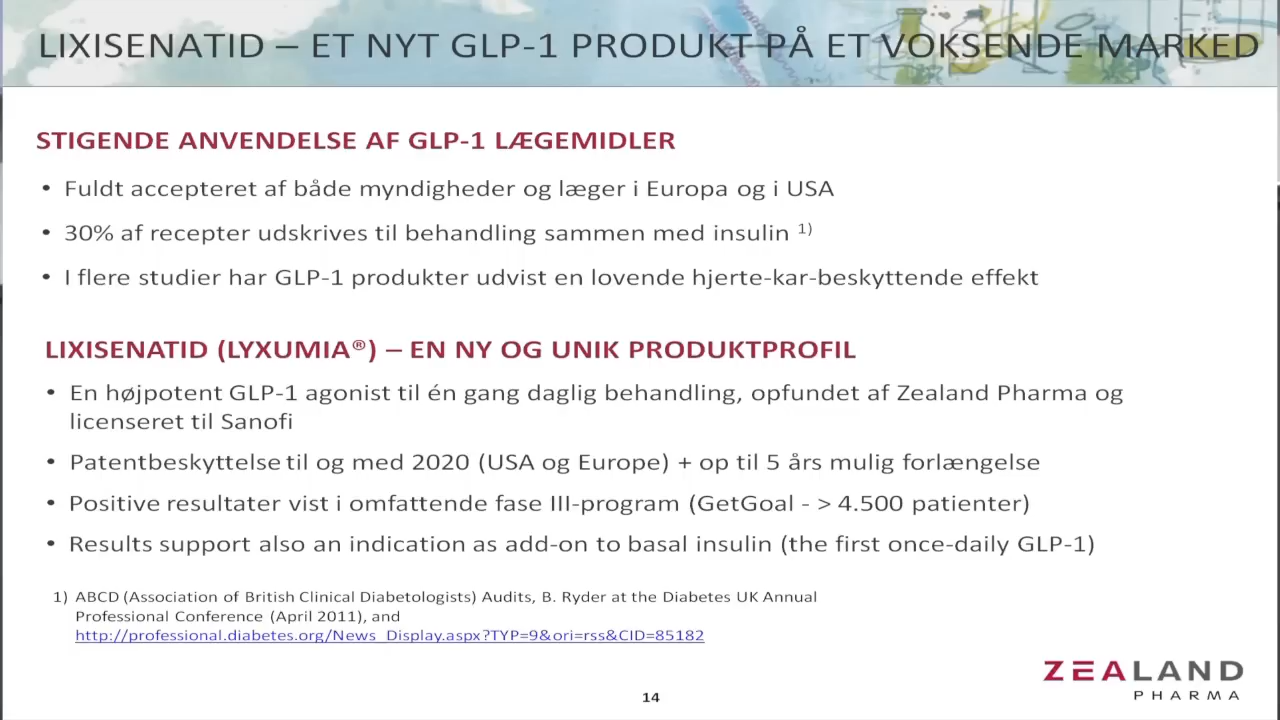 LIXISENATID – ET NYT GLP-1 PRODUKT PÅ ET VOKSENDE MARKED
STIGENDE ANVENDELSE AF GLP-1 LÆGEMIDLER
• Fuldt accepteret af både myndigheder og læger i Europa og i USA
• 30% af recepter udskrives til behandling sammen med insulin 1)
• I flere studier har GLP-1 produkter udvist en lovende hjerte-kar-beskyttende effekt
LIXISENATID (LYXUMIA®) – EN NY OG UNIK PRODUKTPROFIL
• En højpotent GLP-1 agonist til én gang daglig behandling, opfundet af Zealand Pharma og
licenseret til Sanofi
• Patentbeskyttelse til og med 2020 (USA og Europe) + op til 5 års mulig forlængelse
• Positive resultater vist i omfattende fase III-program (GetGoal - > 4.500 patienter)
• Results support also an indication as add-on to basal insulin (the first once-daily GLP-1)
1) ABCD (Association of British Clinical Diabetologists) Audits, B. Ryder at the Diabetes UK Annual
Professional Conference (April 2011), and
http://professional.diabetes.org/News_Display.aspx?TYP=9&ori=rss&CID=85182
ZEALAND
PHARMA
14